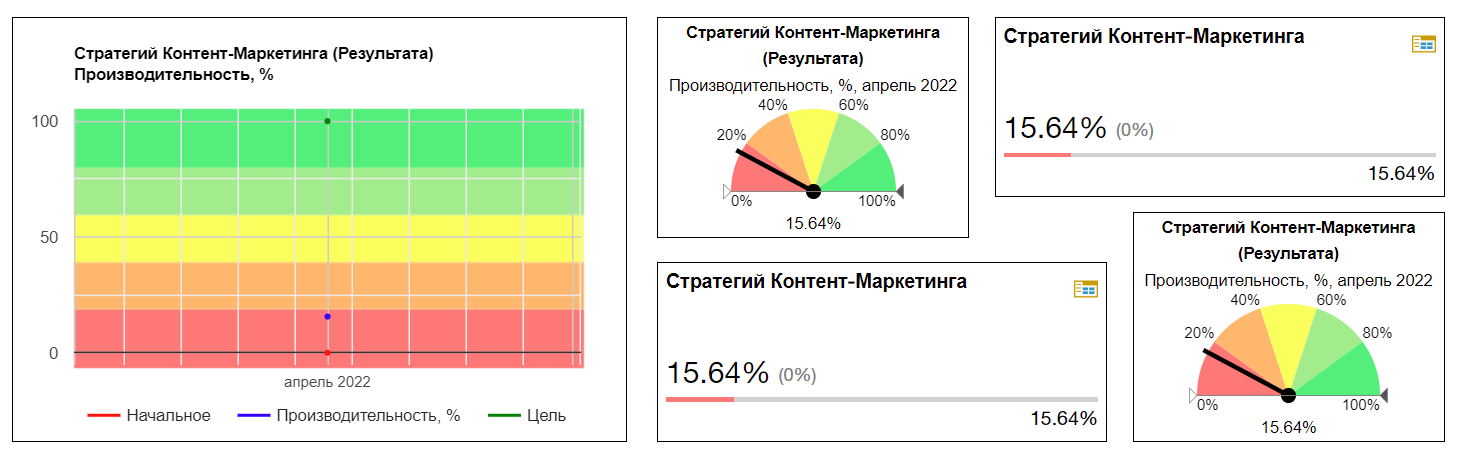 Стратегий Контент-Маркетинга (Результата)
Производительность, %
100
50
0
апрель 2022
Начальное Производительность, % Цель
Стратегий Контент-Маркетинга
(Результата)
Производительность, %, апрель 2022
40% 60%
20% 80%
0% 100%
15.64%
Стратегий Контент-Маркетинга
15.64% (0%)
15.64%
Стратегий Контент-Маркетинга
15.64% (0%)
15.64%
Стратегий Контент-Маркетинга
(Результата)
Производительность, %, апрель 2022
40% 60%
20% 80%
0% 100%
15.64%